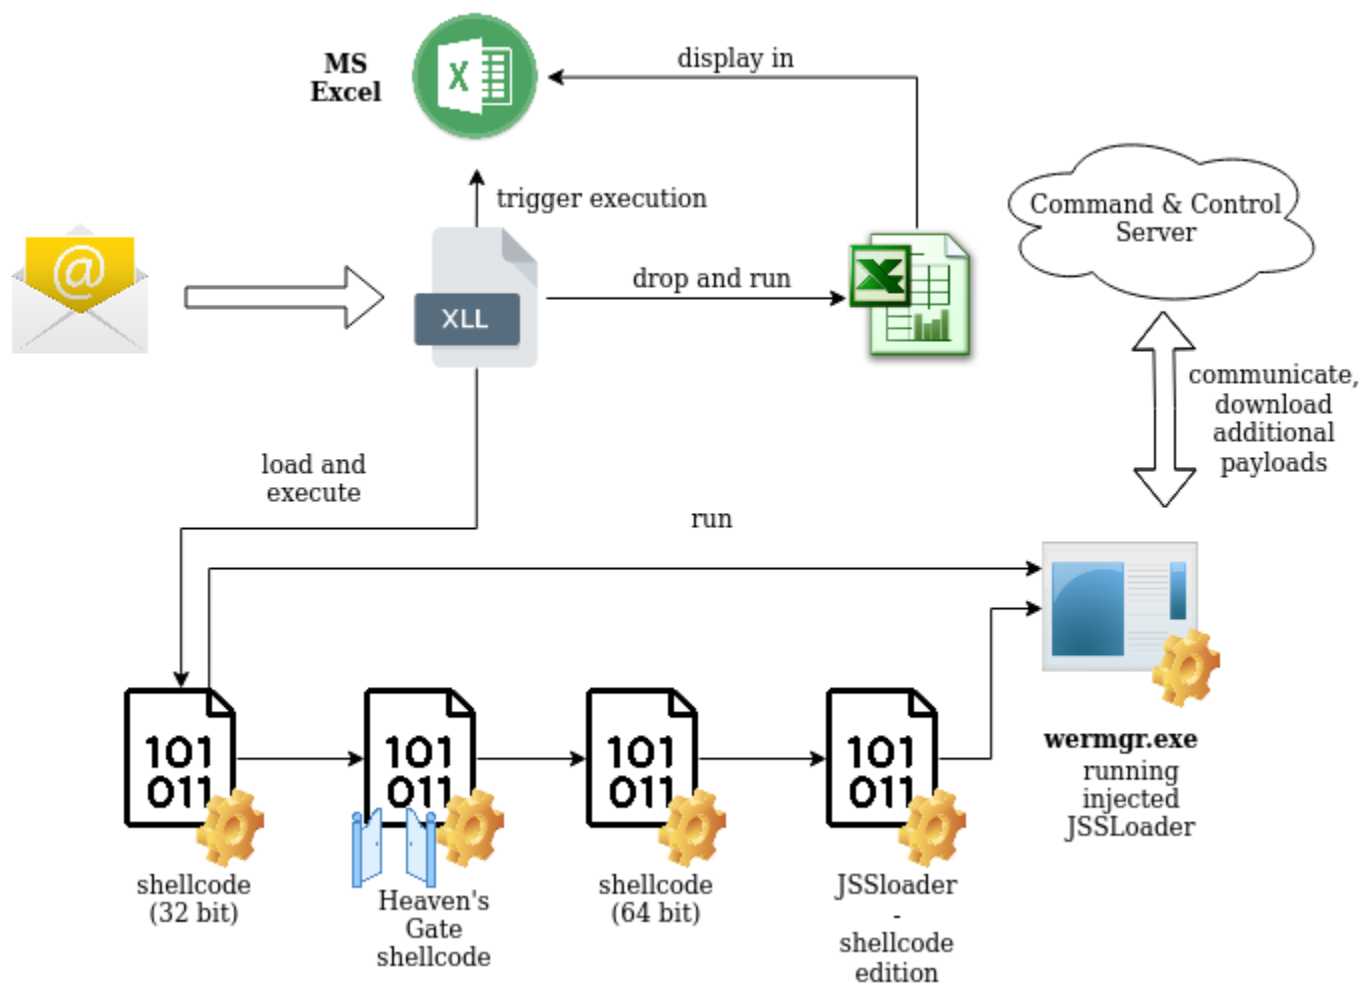 MS
Excel
display in
trigger execution
Command & Control
Server
@
XLL
drop and run
X
X
communicate,
download
additional
payloads
load and
execute
run
101
011
101
011
101
011
101
011
wermgr.exe
running
injected
JSSLoader
shellcode
(32 bit)
Heaven's
Gate
shellcode
shellcode
(64 bit)
JSSloader
-
shellcode
edition